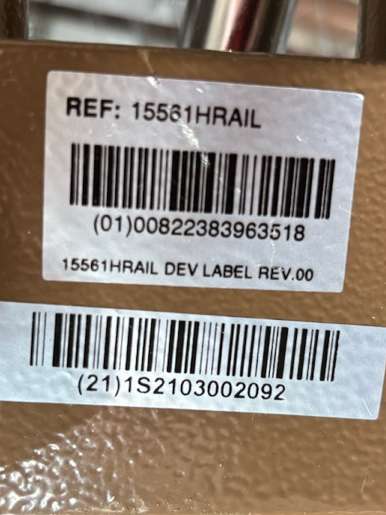 REF: 15561HRAIL
(01)00822383963518
15561HRAIL DEV LABEL REV.00
(21)1S2103002092